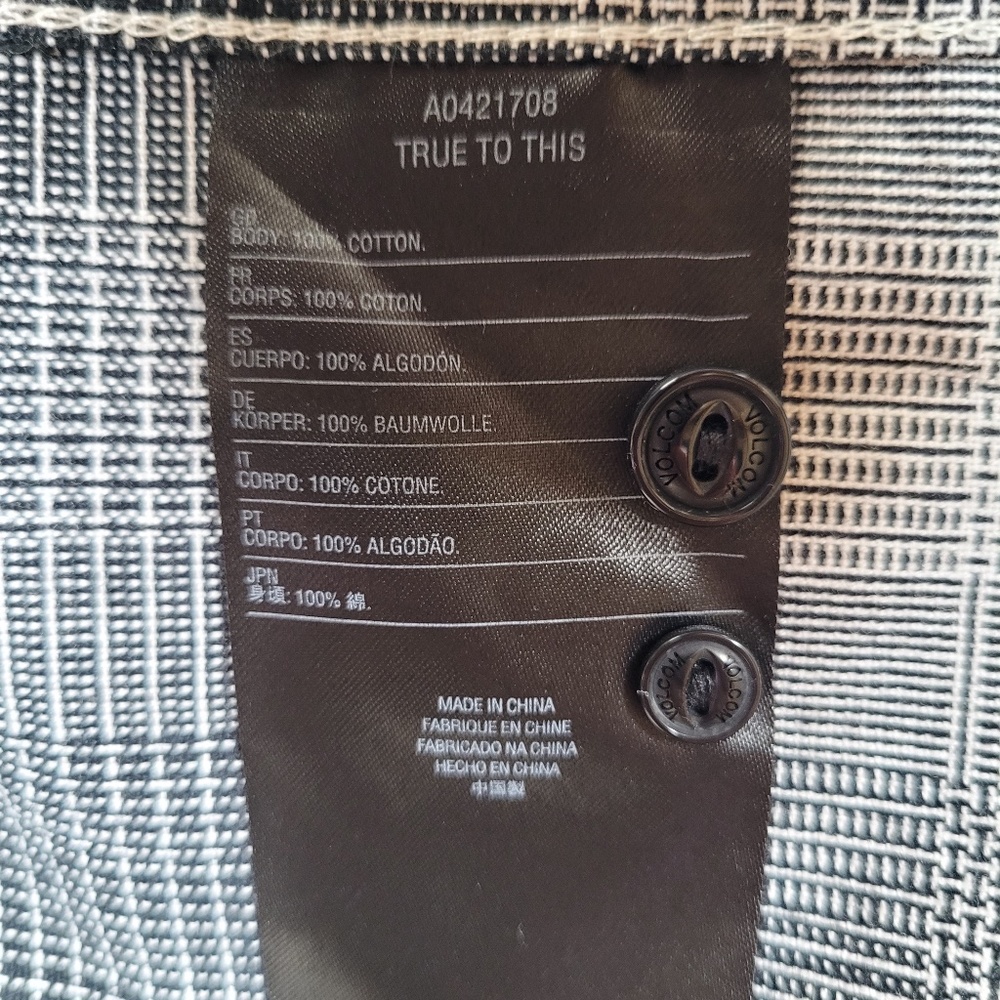 A0421708
TRUE TO THIS
GB
BODY: 100% COTTON.
FR
CORPS: 100% COTON.
ES
CUERPO: 100% ALGODÓN.
DE
KÖRPER: 100% BAUMWOLLE.
IT
CORPO: 100% COTONE.
PT
CORPO: 100% ALGODÃO.
JPN
身頃: 100% 綿.
VOLCOM VOLCOM
VOLCOM VOLCOM
MADE IN CHINA
FABRIQUE EN CHINE
FABRICADO NA CHINA
HECHO EN CHINA
中国製